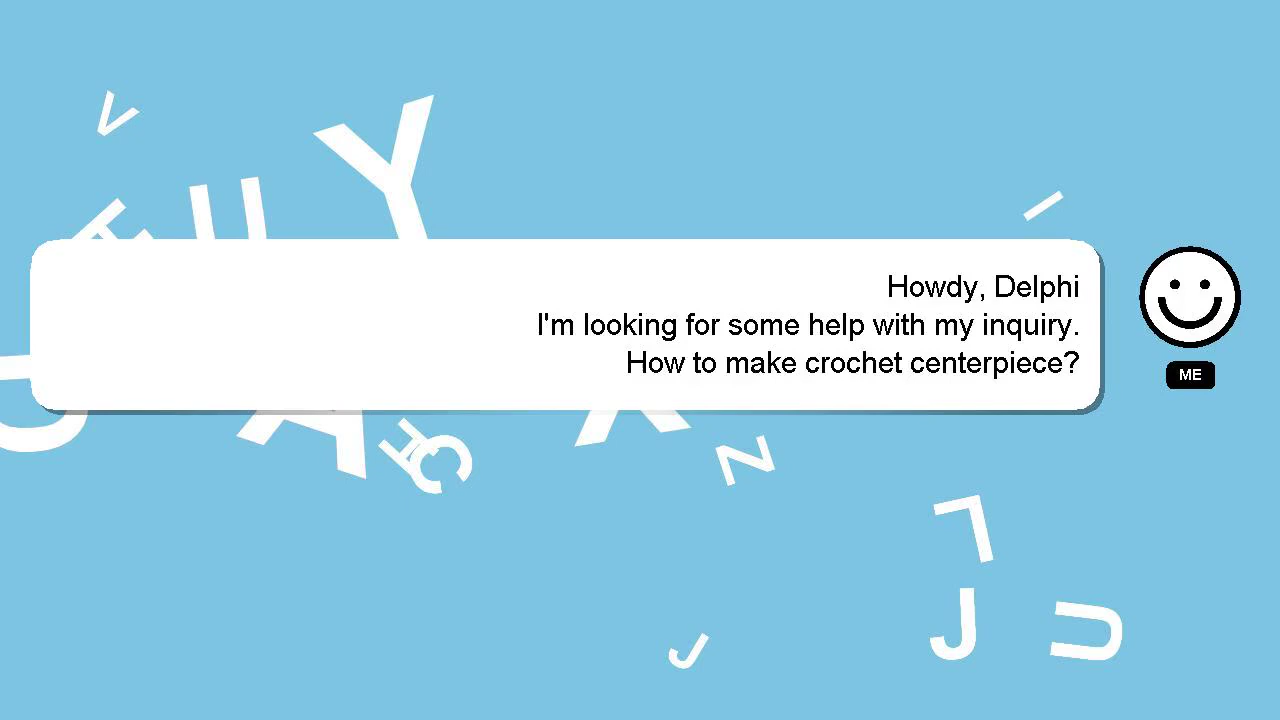 V
I
U
Y
I
Howdy, Delphi
I'm looking for some help with my inquiry.
How to make crochet centerpiece?
ME
J
A
H
C
X
N
L
J
U
J